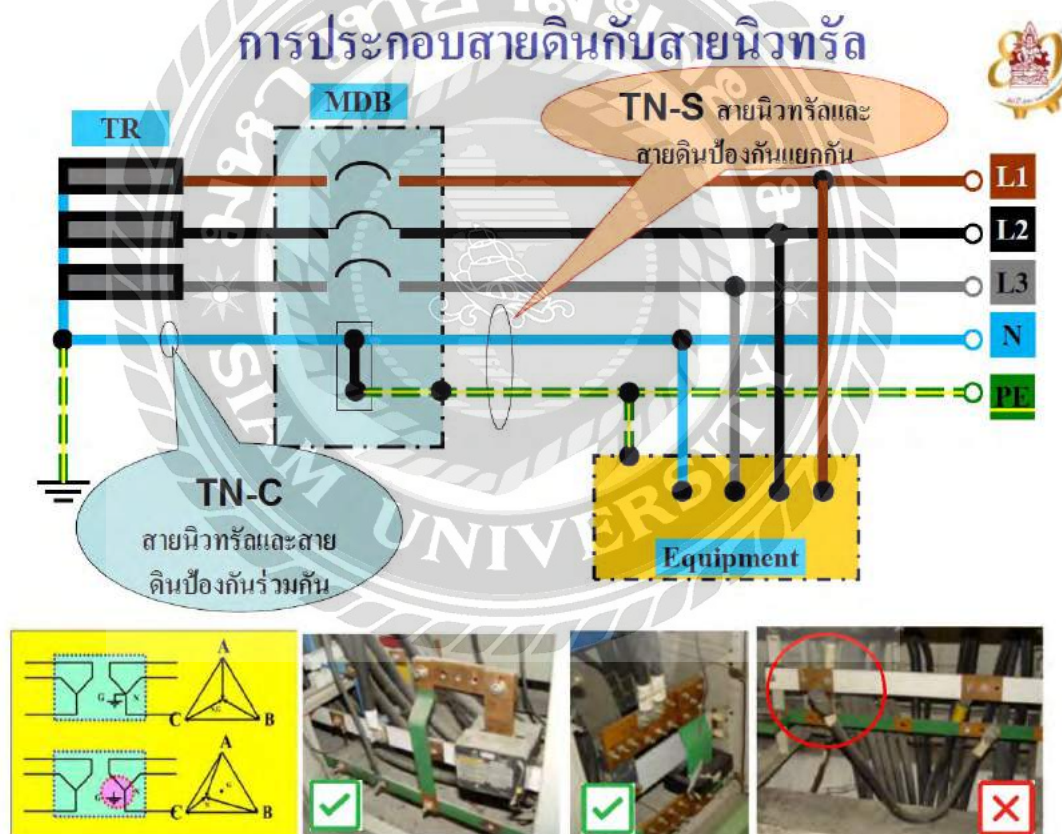 การประกอบสายดินกับสายนิวทรัล
TR
MDB
TN-S สายนิวทรัลและ
สายดินป้องกันแยกกัน
L1
L2
L3
N
PE
TN-C
สายนิวทรัลและสาย
ดินป้องกันร่วมกัน
Equipment
SIAM UNIVERSITY
G
N
A
N,G
C
B
G
N
A
G
N
C
B